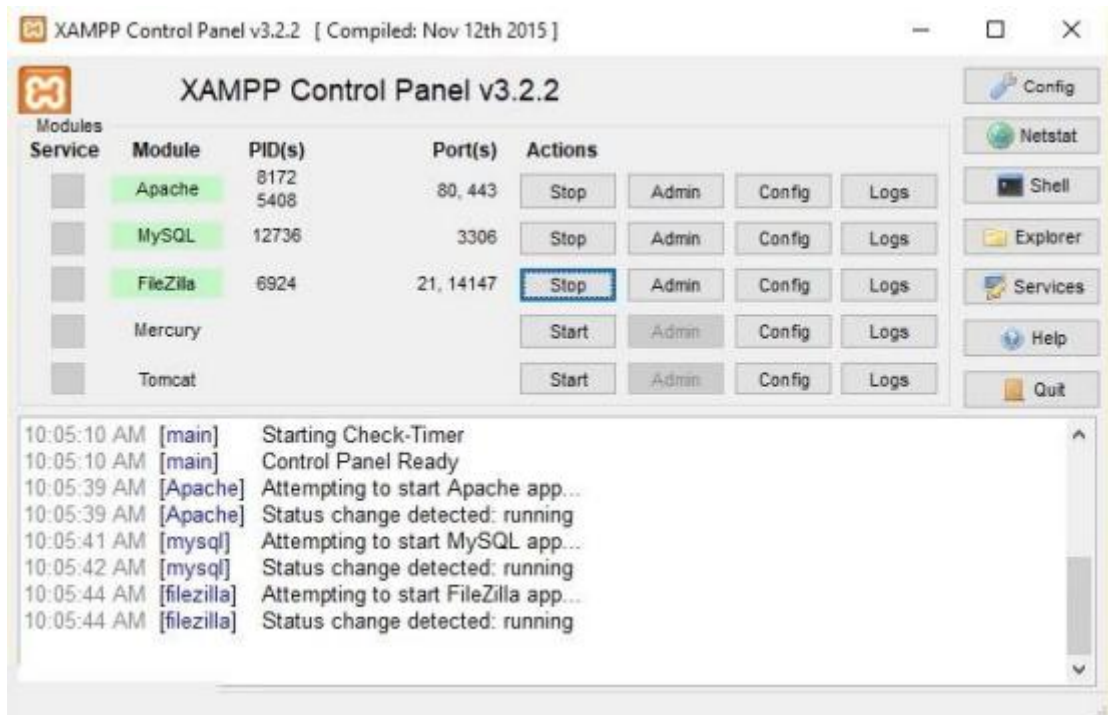 XAMPP Control Panel v3.2.2 [ Compiled: Nov 12th 2015 ]
XAMPP Control Panel v3.2.2
Config
Modules
Netstat
Service Module PID(s) Port(s) Actions
Apache 8172 5408 80, 443 Stop Admin Config Logs
Shell
MySQL 12736 3306 Stop Admin Config Logs
Explorer
FileZilla 6924 21, 14147 Stop Admin Config Logs
Services
Mercury Start Admin Config Logs
Help
Tomcat Start Admin Config Logs
Quit
10:05:10 AM [main] Starting Check-Timer
10:05:10 AM [main] Control Panel Ready
10:05:39 AM [Apache] Attempting to start Apache app...
10:05:39 AM [Apache] Status change detected: running
10:05:41 AM [mysql] Attempting to start MySQL app...
10:05:42 AM [mysql] Status change detected: running
10:05:44 AM [filezilla] Attempting to start FileZilla app...
10:05:44 AM [filezilla] Status change detected: running